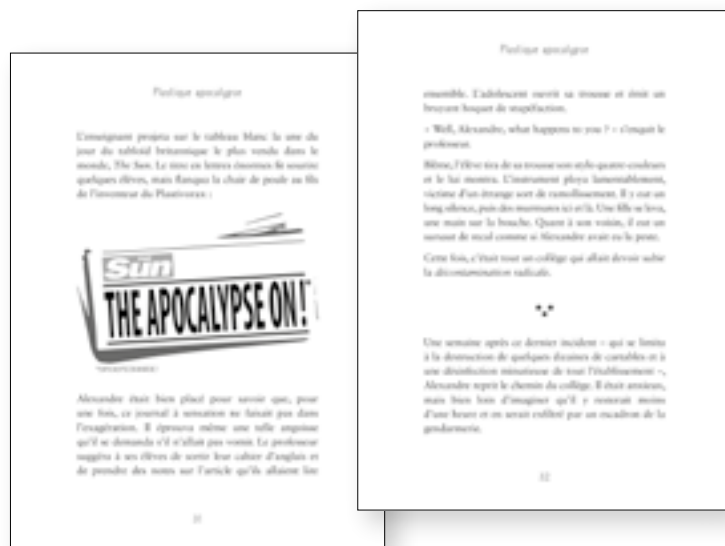 Plastique apocalypse
L'enseignant projeta sur le tableau blanc la une du
jour du tabloïd britannique le plus vendu dans le
monde, The Sun. Le titre en lettres énormes fit sourire
quelques élèves, mais flanqua la chair de poule au fils
de l'inventeur du Plastivorax :
The Sun
THE APOCALYPSE ON !
Alexandre était bien placé pour savoir que, pour
une fois, ce journal à sensation ne faisait pas dans
l'exagération. Il éprouva même une telle angoisse
qu'il se demanda s'il n'allait pas vomir. Le professeur
suggéra à ses élèves de sortir leur cahier d'anglais et
de prendre des notes sur l'article qu'ils allaient lire
31
Plastique apocalypse
ensemble. L'adolescent ouvrit sa trousse et émit un
bruyant hoquet de stupéfaction.
« Well, Alexandre, what happens to you ? » s'enquit le
professeur.
Blême, l'élève tira de sa trousse son stylo quatre-couleurs
et le lui montra. L'instrument ploya lamentablement,
victime d'un étrange sort de ramollissement. Il y eut un
long silence, puis des murmures ici et là. Une fille se leva,
une main sur la bouche. Quant à son voisin, il eut un
sursaut de recul comme si Alexandre avait eu la peste.
Cette fois, c'était tout un collège qui allait devoir subir
la décontamination radicale.
Une semaine après ce dernier incident – qui se limita
à la destruction de quelques dizaines de cartables et à
une désinfection minutieuse de tout l'établissement –,
Alexandre reprit le chemin du collège. Il était anxieux,
mais bien loin d'imaginer qu'il y resterait moins
d'une heure et en serait exfiltré par un escadron de la
gendarmerie.
32